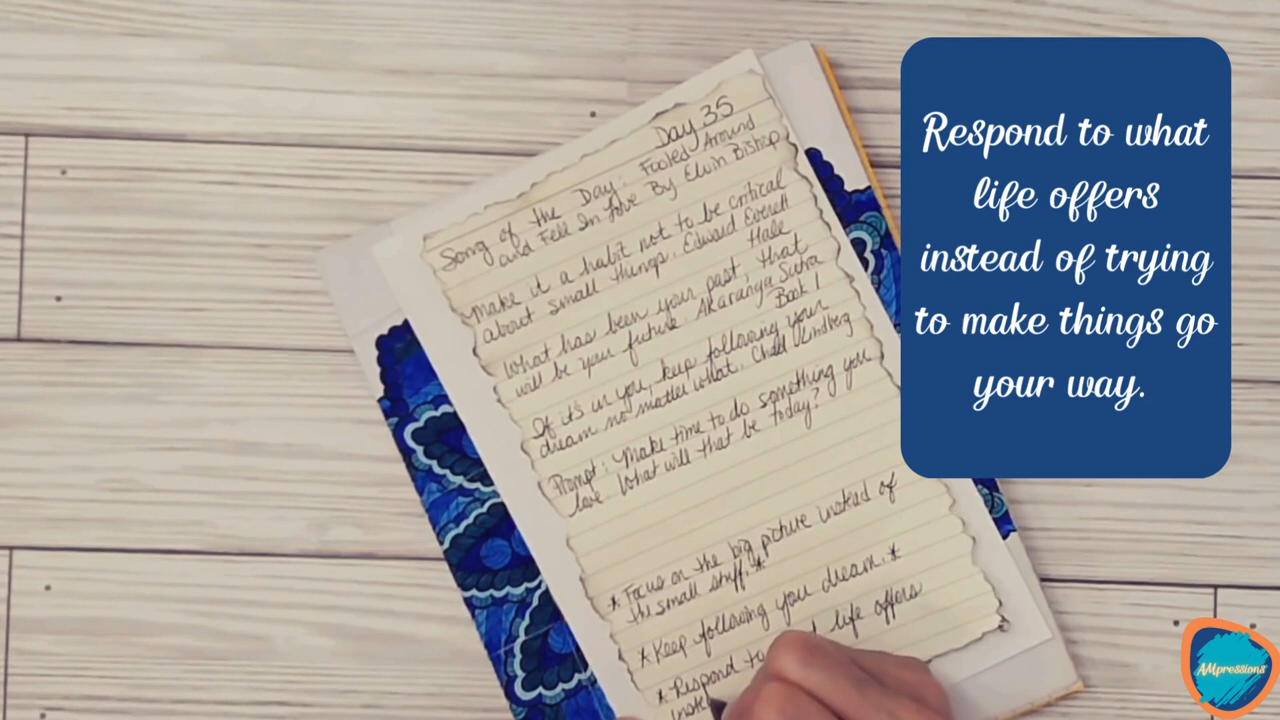 Day 35
Song of the Day: Fooled Around
and Fell In Love By Elvin Bishop
Make it a habit not to be critical
about small things. Edward Everett
Hale
What has been your past, that
will be your future. Akaranga Sutra
Book 1
If it's in you, keep following your
dream no matter what. Chad Lindberg
Prompt: Make time to do something you
love. What will that be today?
* Focus on the big picture instead of
the small stuff. *
* Keep following you dream. *
* Respond to life offers
inste
Respond to what
life offers
instead of trying
to make things go
your way.
AMpressions